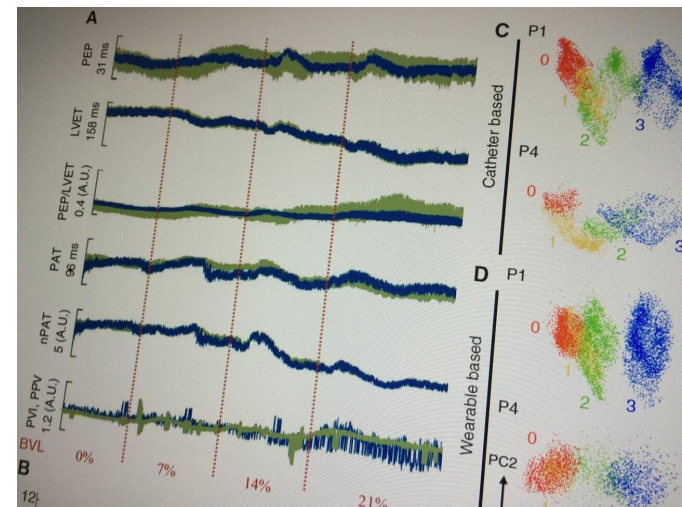 A
PEP
31 ms
LVET
158 ms
PEP/LVET
0.4 (A.U.)
PAT
96 ms
nPAT
5 (A.U.)
PVI, PPV
1.2 (A.U.)
BVL
0%
7%
14%
21%
B
12
C
P1
Catheter based
0
1
2
3
P4
0
1
2
3
D
P1
Wearable based
0
1
2
3
P4
0
PC2
1